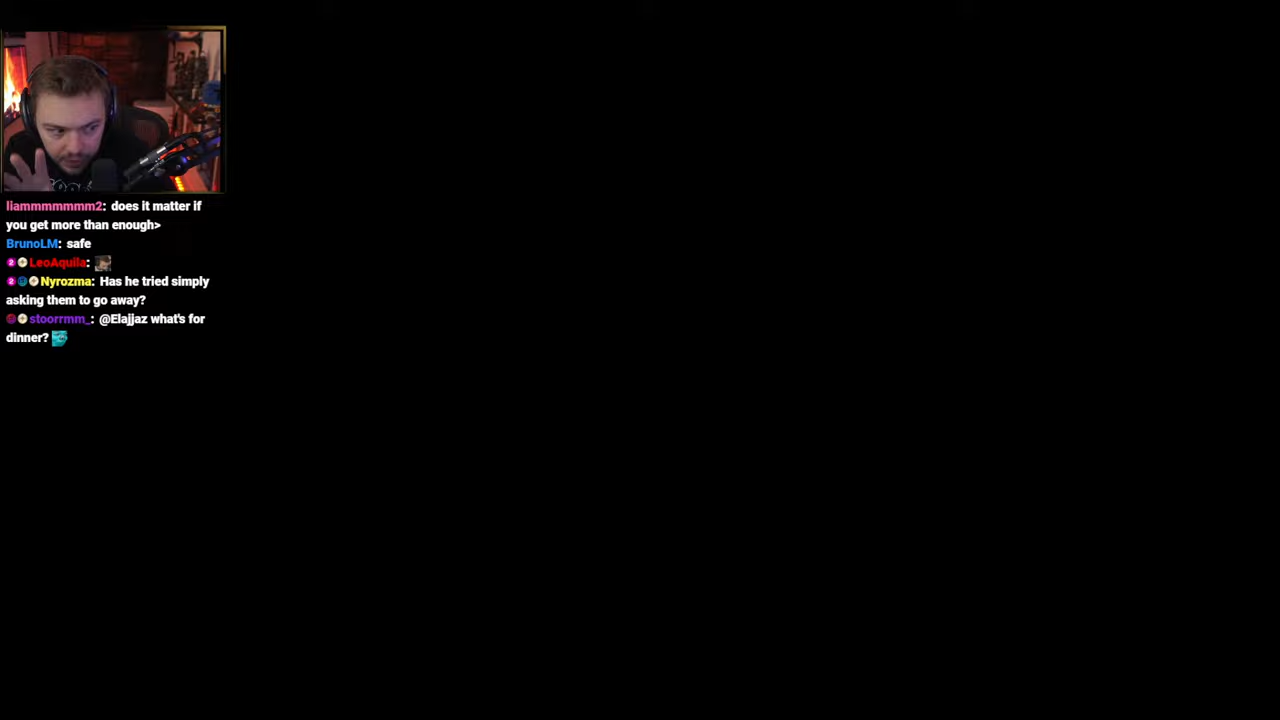 liammmmmmm2: does it matter if
you get more than enough>
BrunoLM: safe
LeoAquila:
Nyrozma: Has he tried simply
asking them to go away?
stoorrmm_: @Elajjaz what's for
dinner?